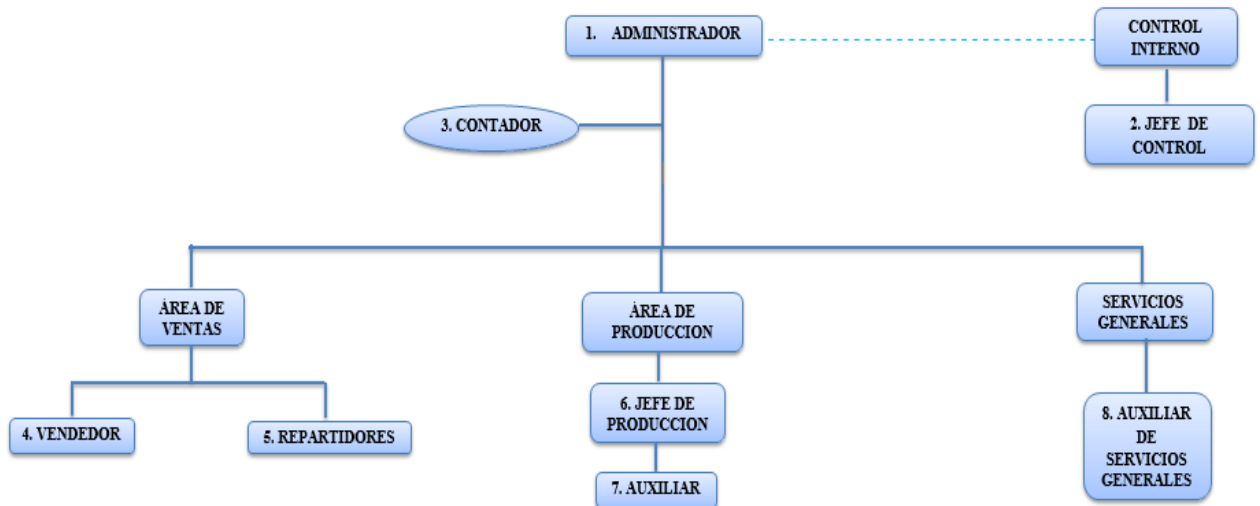 1. ADMINISTRADOR
CONTROL
INTERNO
3. CONTADOR
2. JEFE DE
CONTROL
ÁREA DE
VENTAS
ÁREA DE
PRODUCCION
SERVICIOS
GENERALES
4. VENDEDOR
5. REPARTIDORES
6. JEFE DE
PRODUCCION
7. AUXILIAR
8. AUXILIAR
DE
SERVICIOS
GENERALES